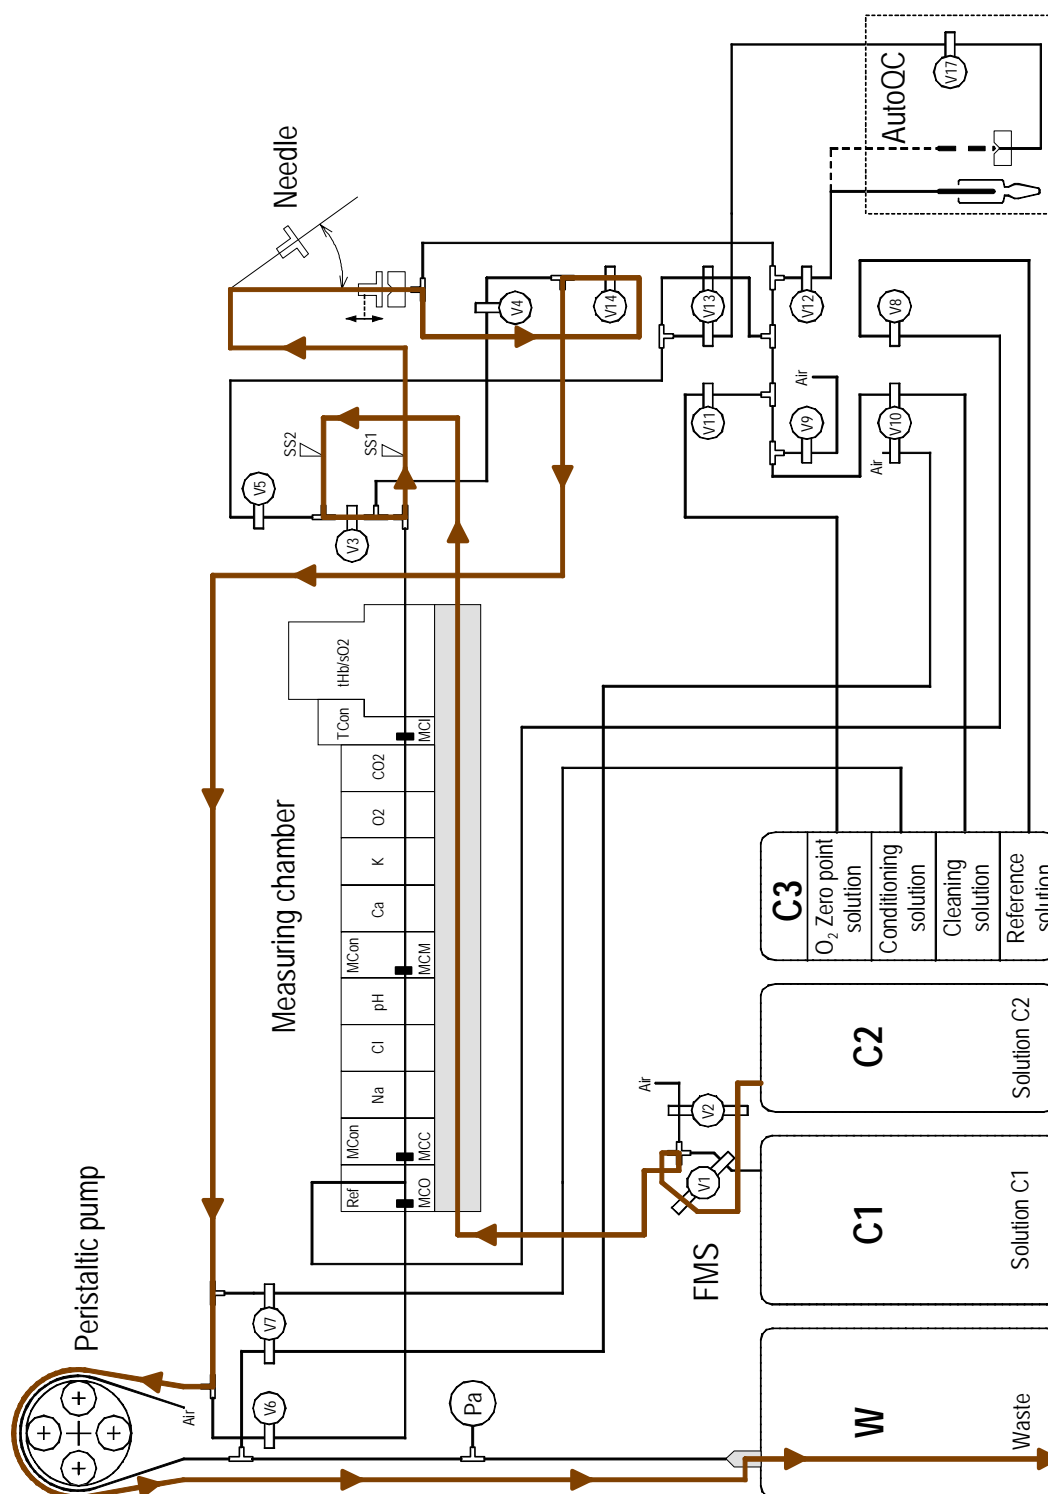 Peristaltic pump
Air
V7
V6
Pa
W
Waste
Measuring chamber
Ref
MCon
Na
Cl
pH
MCon
Ca
K
O2
CO2
TCon
tHb/sO2
MCO
MCC
MCM
MCI
FMS
V1
V2
Air
C1
Solution C1
C2
Solution C2
C3
O2 Zero point
solution
Conditioning
solution
Cleaning
solution
Reference
solution
Needle
SS2
SS1
V5
V3
V4
V14
V13
V12
V8
V11
V9
Air
V10
Air
AutoQC
V17